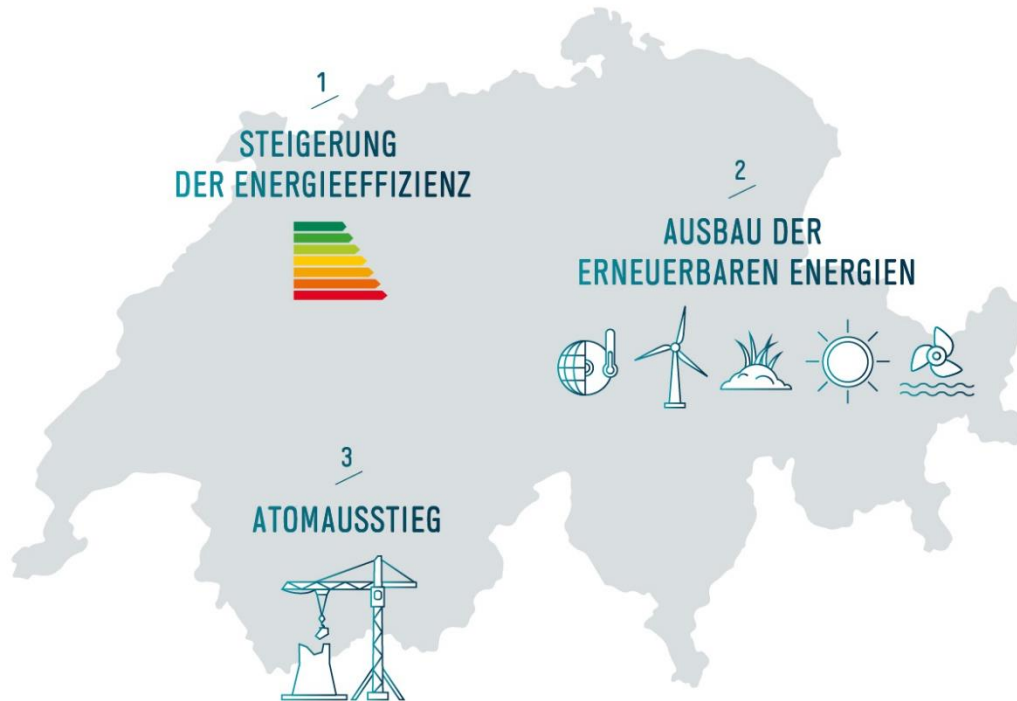 1
STEIGERUNG
DER ENERGIEEFFIZIENZ
2
AUSBAU DER
ERNEUERBAREN ENERGIEN
3
ATOMAUSSTIEG